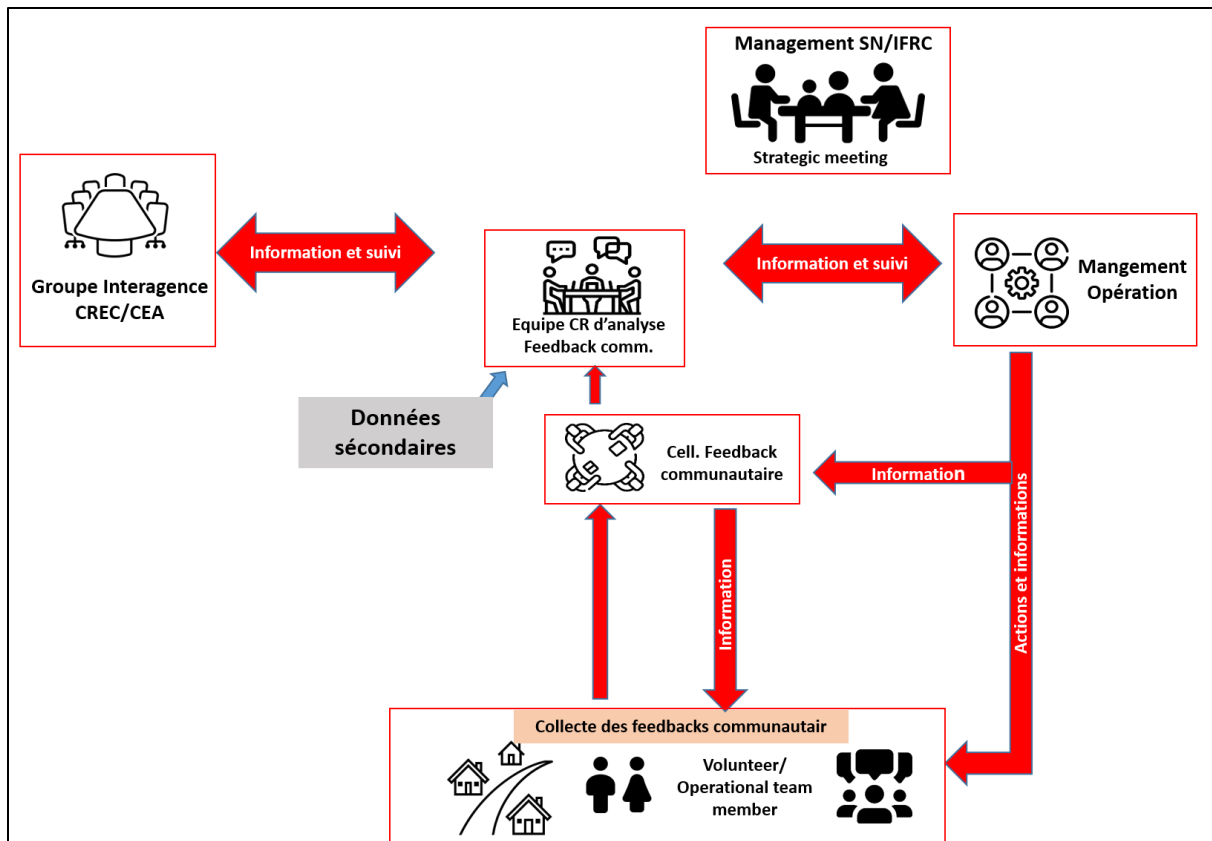 Management SN/IFRC
Strategic meeting
Groupe Interagence
CREC/CEA
Information et suivi
Equipe CR d'analyse
Feedback comm.
Information et suivi
Mangement
Opération
Données
sécondaires
Cell. Feedback
communautaire
Information
Information
Actions et informations
Collecte des feedbacks communautair
Volunteer/
Operational team
member